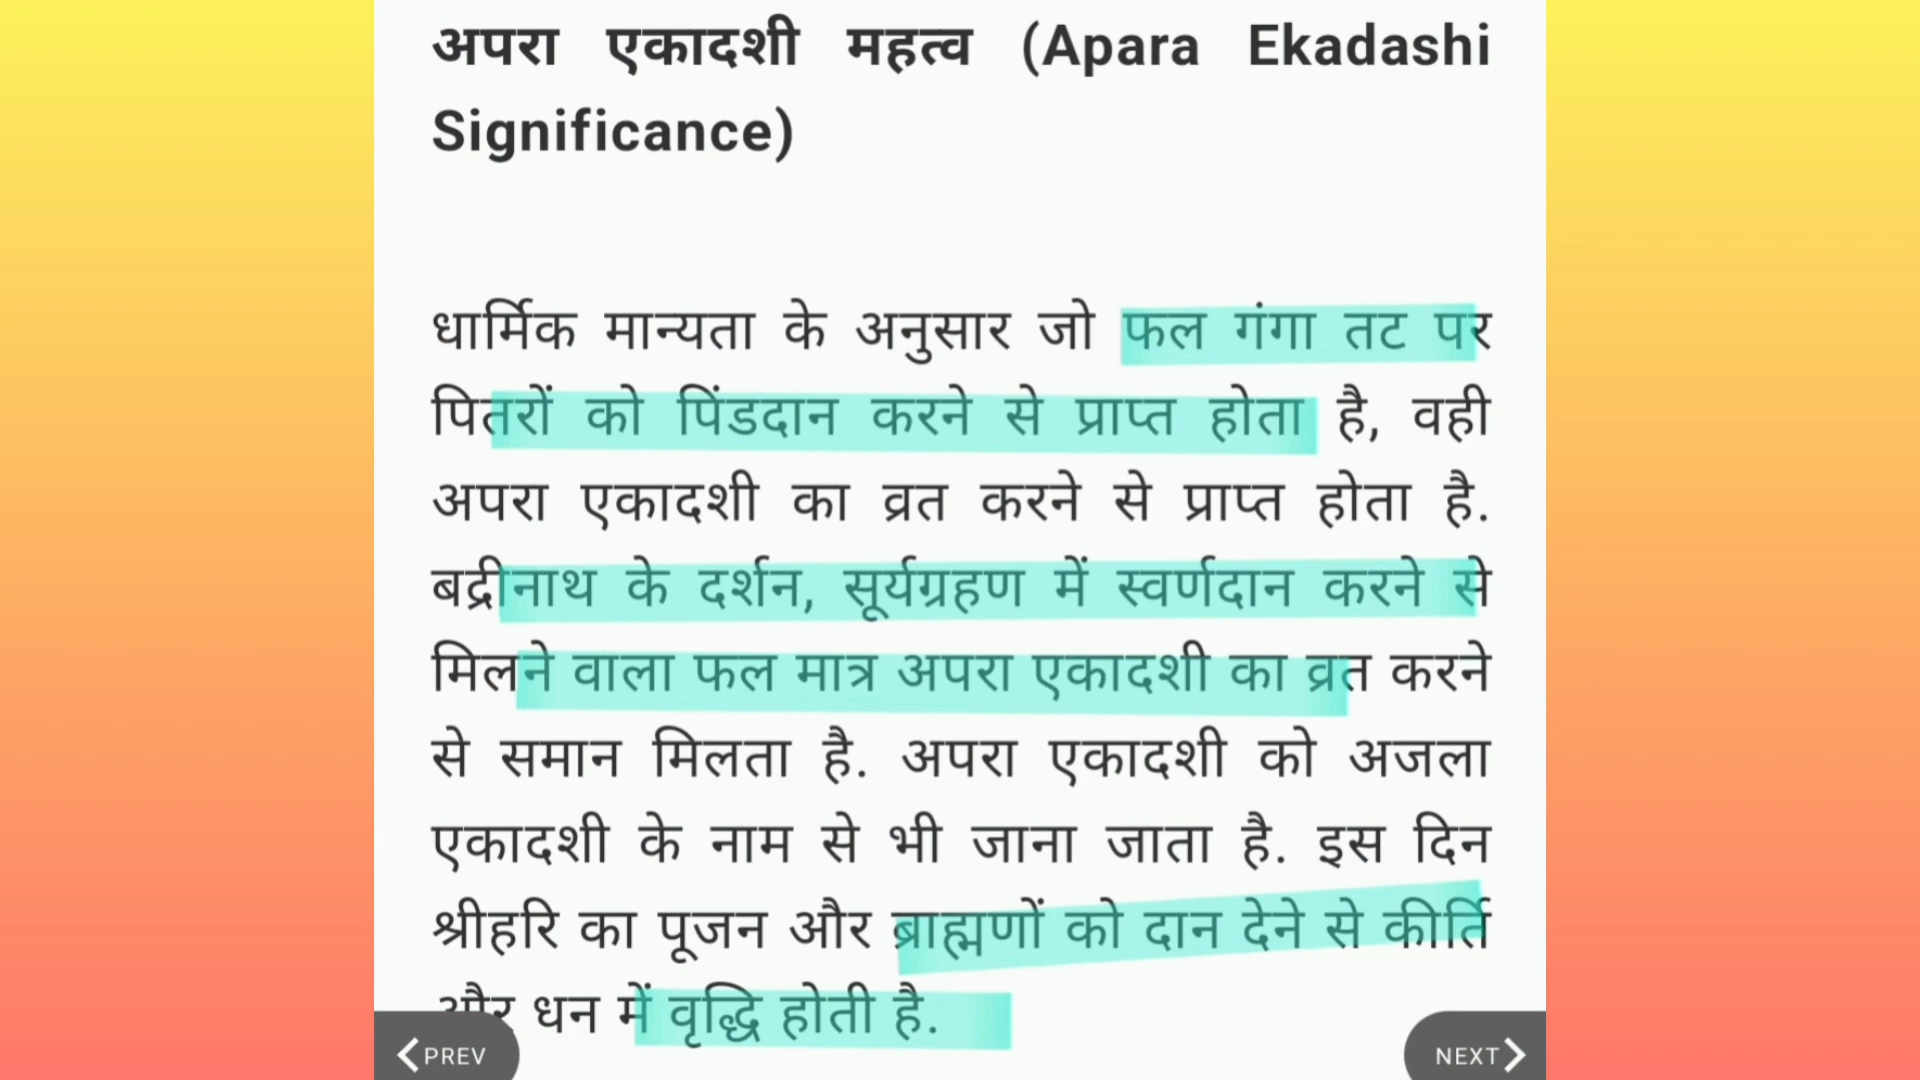 अपरा एकादशी महत्व (Apara Ekadashi
Significance)
धार्मिक मान्यता के अनुसार जो फल गंगा तट पर
पितरों को पिंडदान करने से प्राप्त होता है, वही
अपरा एकादशी का व्रत करने से प्राप्त होता है.
बद्रीनाथ के दर्शन, सूर्यग्रहण में स्वर्णदान करने से
मिलने वाला फल मात्र अपरा एकादशी का व्रत करने
से समान मिलता है. अपरा एकादशी को अजला
एकादशी के नाम से भी जाना जाता है. इस दिन
श्रीहरि का पूजन और ब्राह्मणों को दान देने से कीर्ति
और धन में वृद्धि होती है.
PREV
NEXT